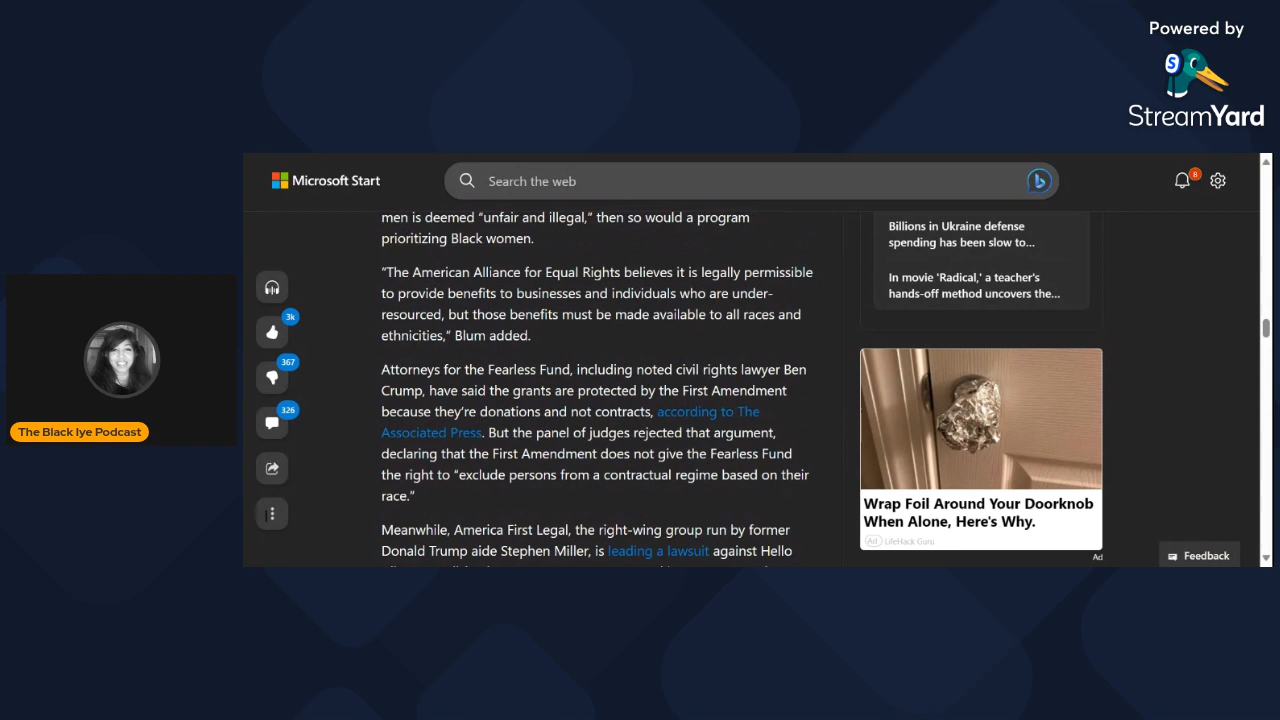 Powered by
StreamYard
Microsoft Start
Search the web
8
men is deemed “unfair and illegal,” then so would a program
prioritizing Black women.
“The American Alliance for Equal Rights believes it is legally permissible
to provide benefits to businesses and individuals who are under-
resourced, but those benefits must be made available to all races and
ethnicities,” Blum added.
Attorneys for the Fearless Fund, including noted civil rights lawyer Ben
Crump, have said the grants are protected by the First Amendment
because they’re donations and not contracts, according to The
Associated Press. But the panel of judges rejected that argument,
declaring that the First Amendment does not give the Fearless Fund
the right to “exclude persons from a contractual regime based on their
race.”
Meanwhile, America First Legal, the right-wing group run by former
Donald Trump aide Stephen Miller, is leading a lawsuit against Hello
3k
367
326
Billions in Ukraine defense
spending has been slow to...
In movie 'Radical,' a teacher's
hands-off method uncovers the...
Wrap Foil Around Your Doorknob
When Alone, Here's Why.
Ad LifeHack Guru
Ad
Feedback
The Black Iye Podcast